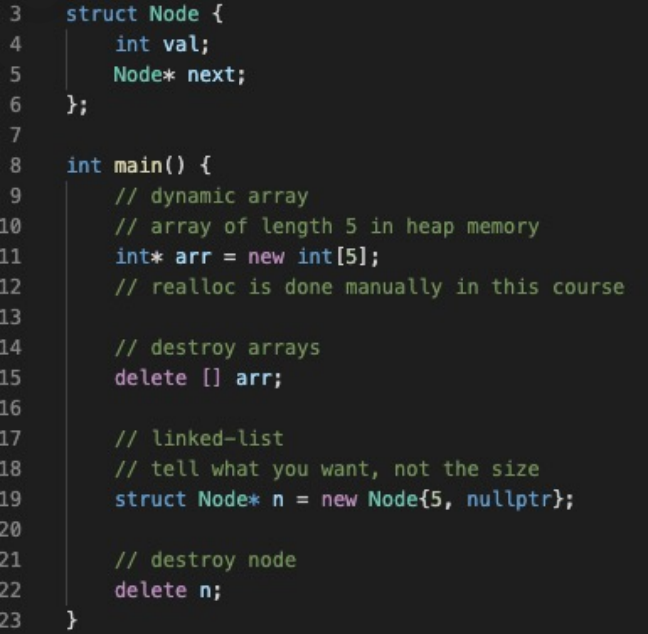 3 struct Node {
4 int val;
5 Node* next;
6 };
7
8 int main() {
9 // dynamic array
10 // array of length 5 in heap memory
11 int* arr = new int[5];
12 // realloc is done manually in this course
13
14 // destroy arrays
15 delete [] arr;
16
17 // linked-list
18 // tell what you want, not the size
19 struct Node* n = new Node{5, nullptr};
20
21 // destroy node
22 delete n;
23 }